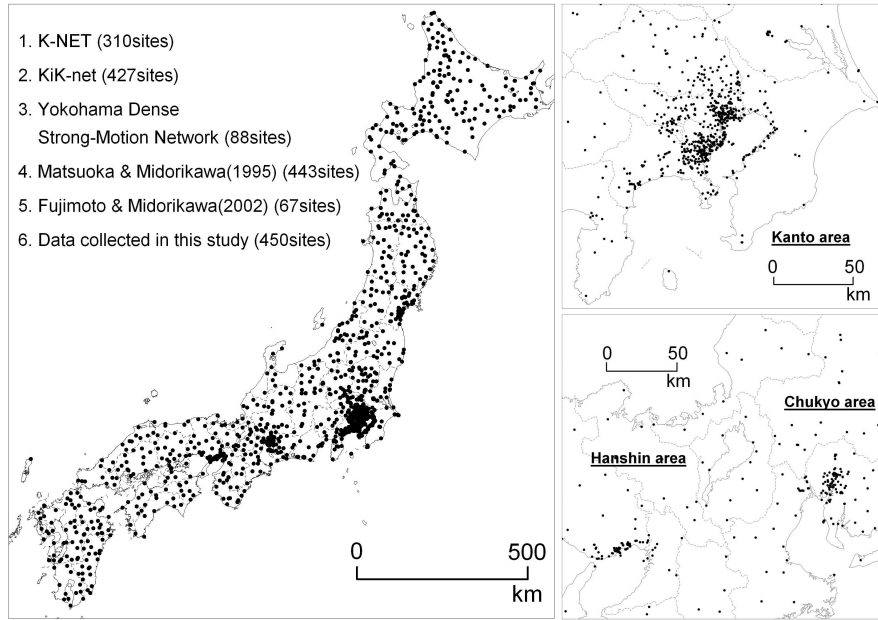 1. K-NET (310sites)
2. KiK-net (427sites)
3. Yokohama Dense
Strong-Motion Network (88sites)
4. Matsuoka & Midorikawa(1995) (443sites)
5. Fujimoto & Midorikawa(2002) (67sites)
6. Data collected in this study (450sites)
0 500
km
Kanto area
0 50
km
0 50
km
Chukyo area
Hanshin area